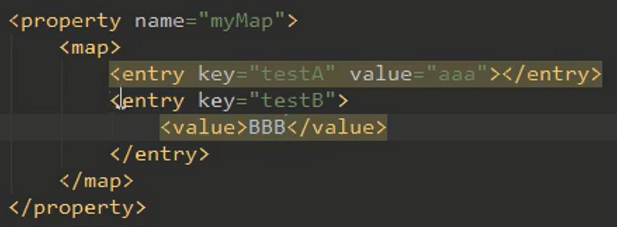 <property name="myMap">
<map>
<entry key="testA" value="aaa"></entry>
<entry key="testB">
<value>BBB</value>
</entry>
</map>
</property>